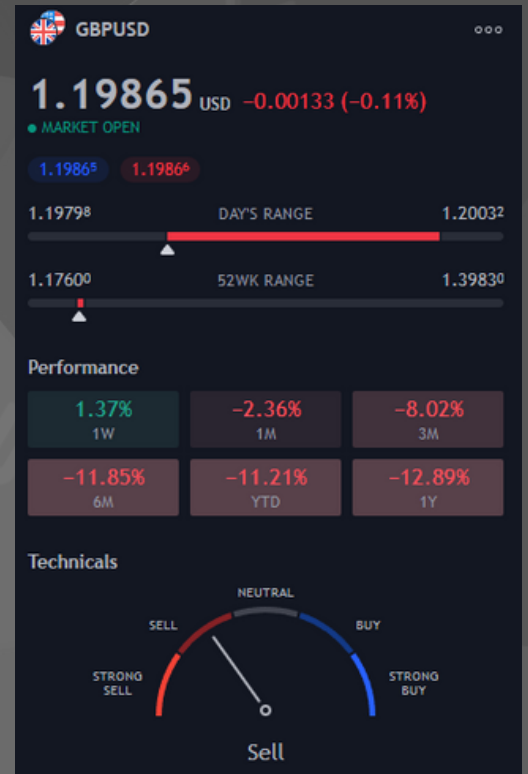 GBPUSD
1.19865 USD −0.00133 (−0.11%)
MARKET OPEN
1.19865 1.19866
1.19798 DAY'S RANGE 1.20032
1.17600 52WK RANGE 1.39830
Performance
1.37% −2.36% −8.02%
1W 1M 3M
−11.85% −11.21% −12.89%
6M YTD 1Y
Technicals
NEUTRAL
SELL BUY
STRONG SELL STRONG BUY
Sell